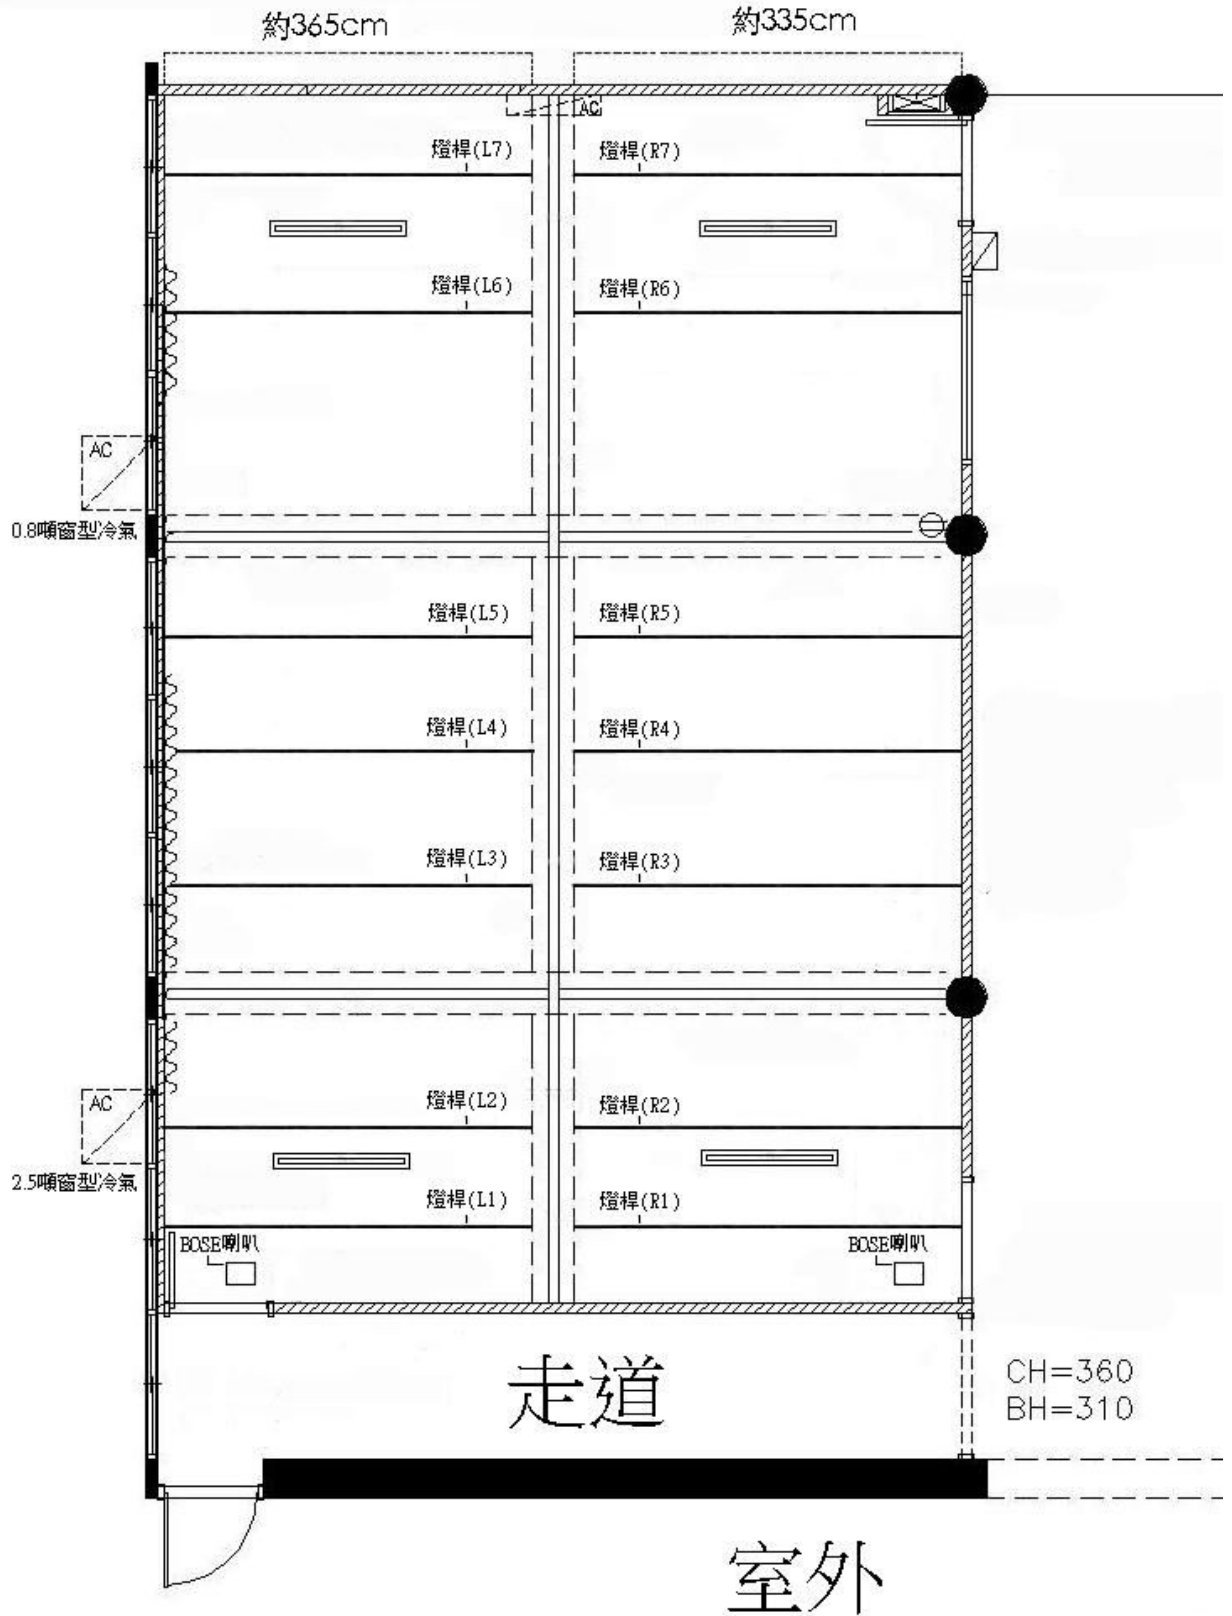 約365cm
約335cm
AC
燈桿(L7)
燈桿(R7)
燈桿(L6)
燈桿(R6)
AC
0.8噸窗型冷氣
燈桿(L5)
燈桿(R5)
燈桿(L4)
燈桿(R4)
燈桿(L3)
燈桿(R3)
AC
燈桿(L2)
燈桿(R2)
2.5噸窗型冷氣
燈桿(L1)
燈桿(R1)
BOSE喇叭
BOSE喇叭
走道
CH=360
BH=310
室外